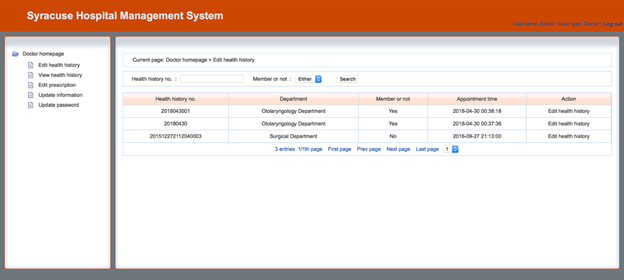 Syracuse Hospital Management System
Username: doctor | User type: Doctor | Log out
Doctor homepage
Edit health history
View health history
Edit prescription
Update information
Update password
Current page: Doctor homepage > Edit health history
Health history no. : Member or not : Either Search
Health history no. Department Member or not Appointment time Action
2018043001 Otolaryngology Department Yes 2018-04-30 00:38:18 Edit health history
20180430 Otolaryngology Department Yes 2018-04-30 00:37:36 Edit health history
201512272112040003 Surgical Department No 2016-09-27 21:13:00 Edit health history
3 entries 1/1th page First page Prev page Next page Last page 1